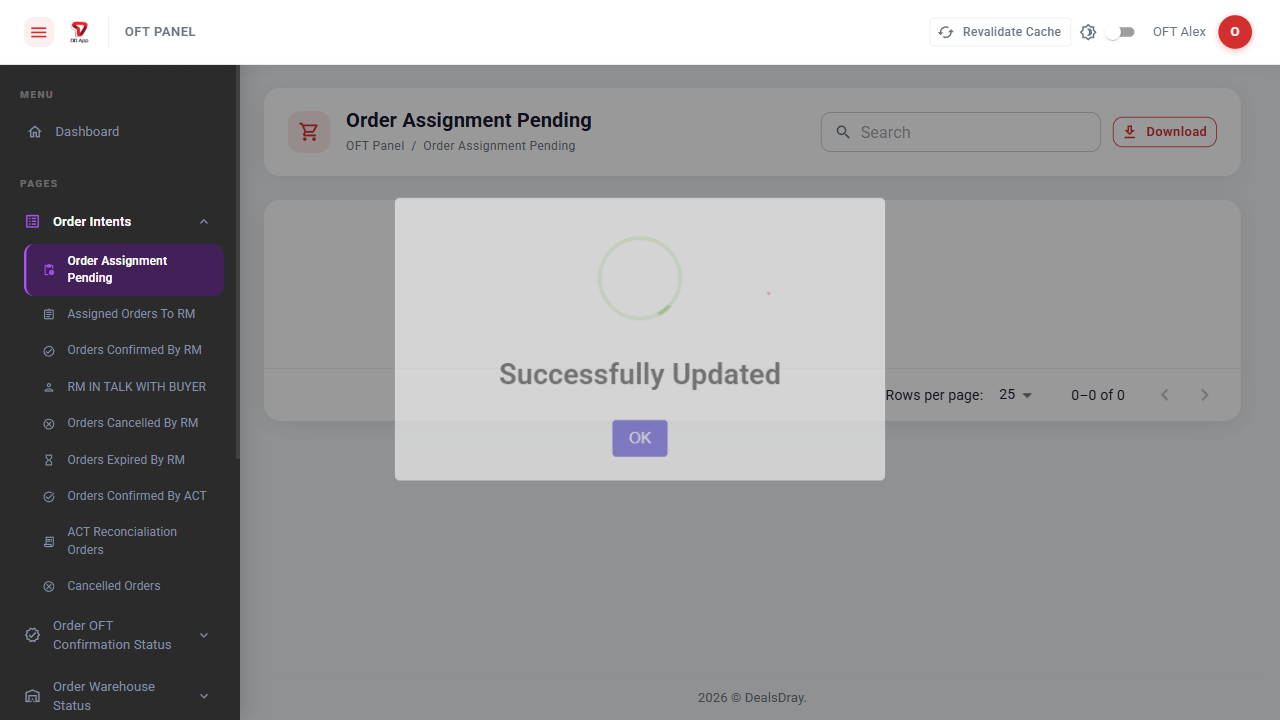 DD App
OFT PANEL
Revalidate Cache
OFT Alex
O
MENU
Dashboard
PAGES
Order Intents
Order Assignment
Pending
Assigned Orders To RM
Orders Confirmed By RM
RM IN TALK WITH BUYER
Orders Cancelled By RM
Orders Expired By RM
Orders Confirmed By ACT
ACT Reconcialiation
Orders
Cancelled Orders
Order OFT
Confirmation Status
Order Warehouse
Status
Order Assignment Pending
OFT Panel / Order Assignment Pending
Search
Download
Successfully Updated
OK
Rows per page: 25 0–0 of 0
2026 © DealsDray.